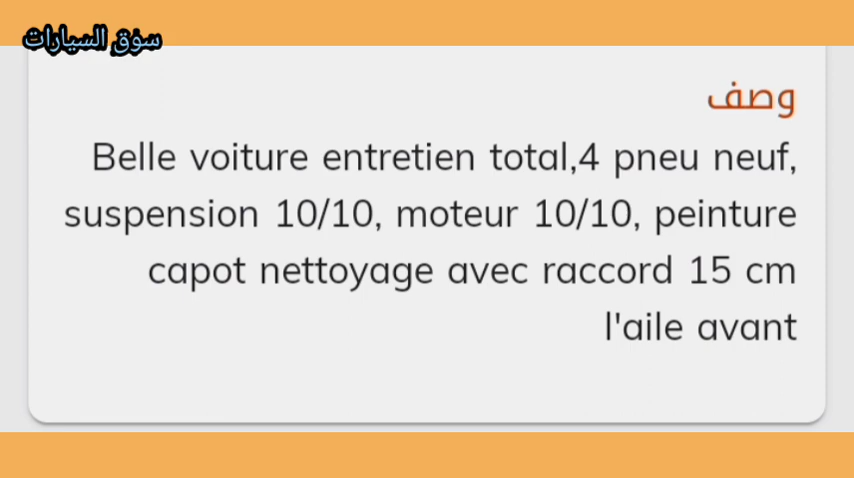 سوق السيارات
وصف
Belle voiture entretien total,4 pneu neuf,
suspension 10/10, moteur 10/10, peinture
capot nettoyage avec raccord 15 cm
l'aile avant